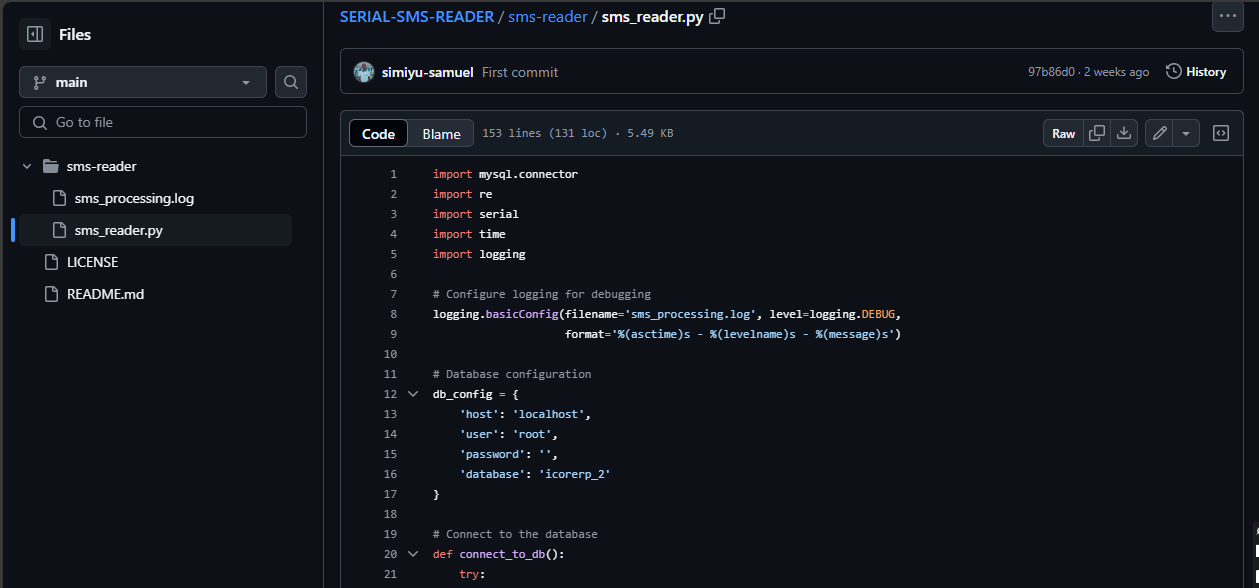 Files
main
Go to file
sms-reader
sms_processing.log
sms_reader.py
LICENSE
README.md
SERIAL-SMS-READER / sms-reader / sms_reader.py
simiyu-samuel First commit 97b86d0 · 2 weeks ago History
Code Blame 153 lines (131 loc) · 5.49 KB Raw
1 import mysql.connector
2 import re
3 import serial
4 import time
5 import logging
6
7 # Configure logging for debugging
8 logging.basicConfig(filename='sms_processing.log', level=logging.DEBUG,
9                     format='%(asctime)s - %(levelname)s - %(message)s')
10
11 # Database configuration
12 db_config = {
13     'host': 'localhost',
14     'user': 'root',
15     'password': '',
16     'database': 'icorerp_2'
17 }
18
19 # Connect to the database
20 def connect_to_db():
21     try: